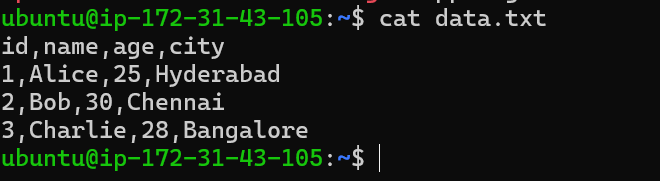 ubuntu@ip-172-31-43-105:~$ cat data.txt
id,name,age,city
1,Alice,25,Hyderabad
2,Bob,30,Chennai
3,Charlie,28,Bangalore
ubuntu@ip-172-31-43-105:~$